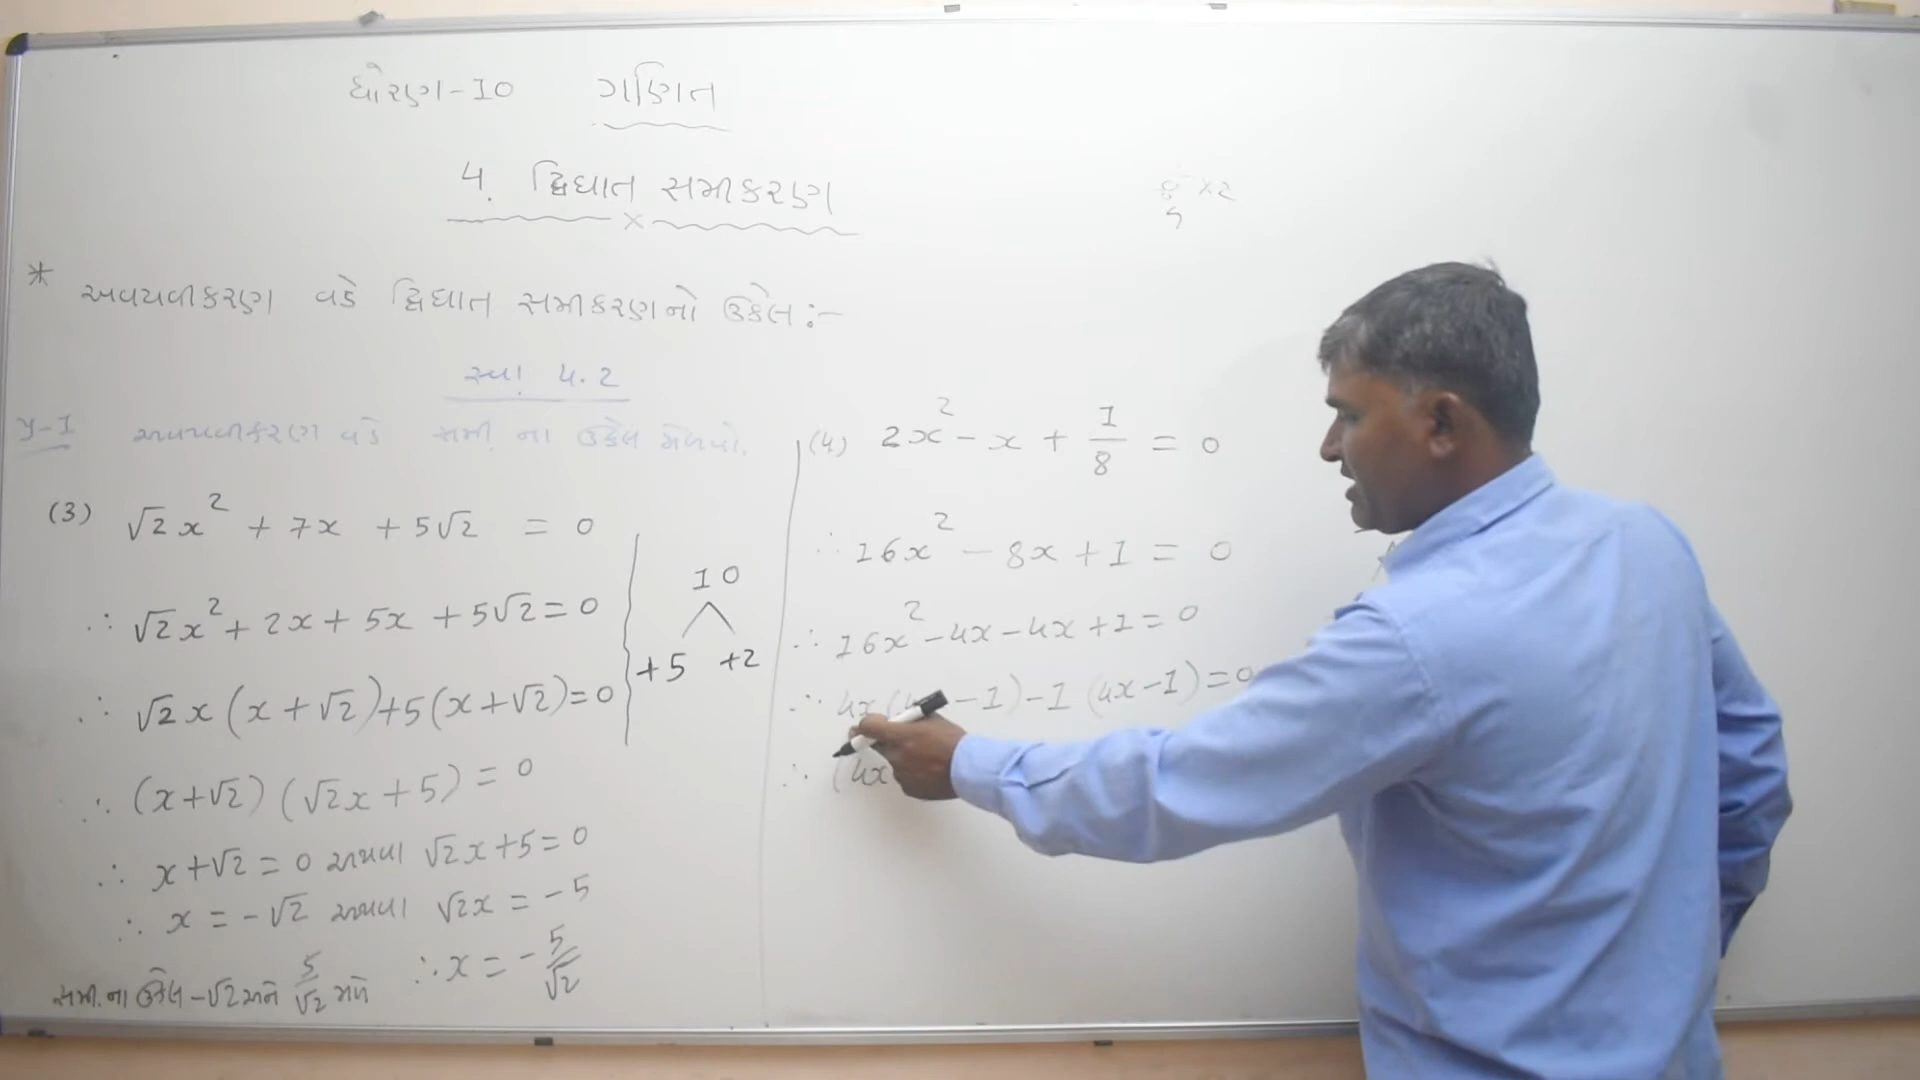 ધોરણ-10 ગણિત
4. દ્વિઘાત સમીકરણ
* અવયવીકરણ વડે દ્વિઘાત સમીકરણનો ઉકેલ :-
સ્વા. 4.2
પ્ર-1 અવયવીકરણ વડે સમી. ના ઉકેલ મેળવો.
(3) √2x² + 7x + 5√2 = 0
∴ √2x² + 2x + 5x + 5√2 = 0
∴ √2x(x+√2)+5(x+√2)=0
∴ (x+√2) (√2x+5) = 0
∴ x+√2 = 0 અથવા √2x+5=0
∴ x = -√2 અથવા √2x = -5
∴ x = -5/√2
સમી. ના ઉકેલ -√2 અને 5/√2 મળે
10
+5 +2
(4) 2x² - x + 1/8 = 0
∴ 16x² - 8x + 1 = 0
∴ 16x² - 4x - 4x + 1 = 0
∴ 4x( -1)-1 (4x-1)=0
∴ (4x